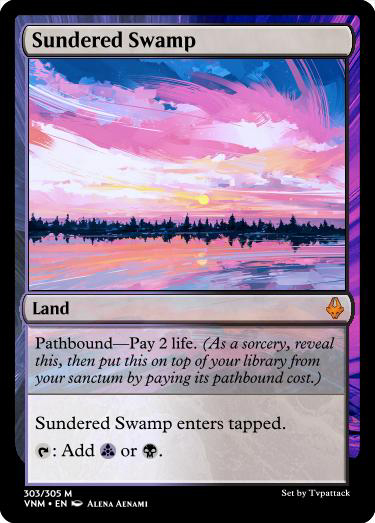 Sundered Swamp
Land
Pathbound—Pay 2 life. (As a sorcery, reveal
this, then put this on top of your library from
your sanctum by paying its pathbound cost.)
Sundered Swamp enters tapped.
: Add or .
303/305 M
VNM • EN Alena Aenami
Set by Tvpattack